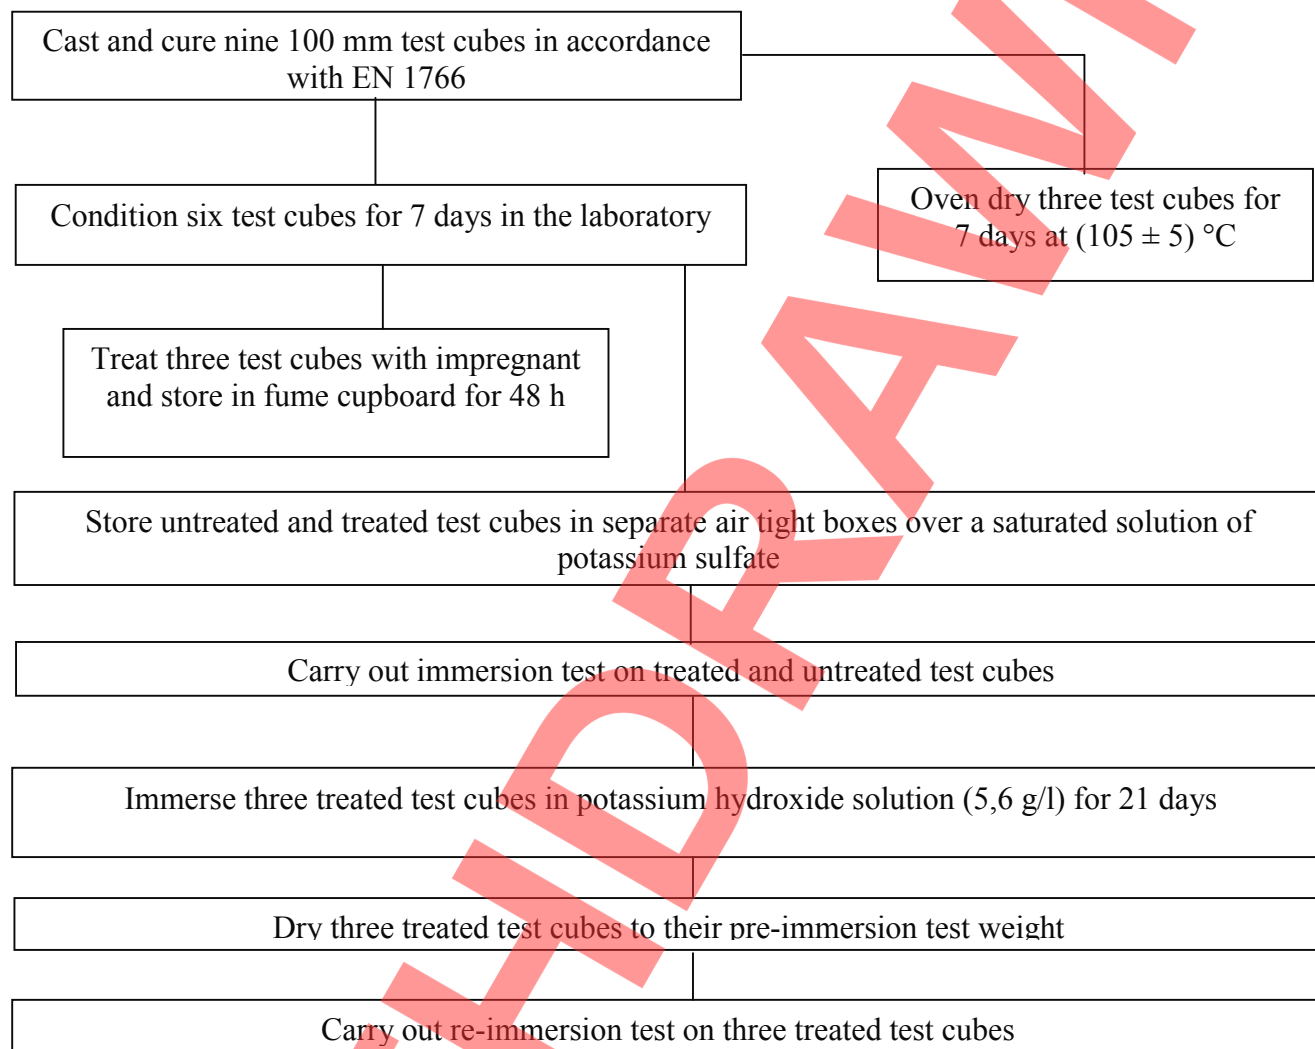 Cast and cure nine 100 mm test cubes in accordance
with EN 1766
Condition six test cubes for 7 days in the laboratory
Oven dry three test cubes for
7 days at (105 ± 5) °C
Treat three test cubes with impregnant
and store in fume cupboard for 48 h
Store untreated and treated test cubes in separate air tight boxes over a saturated solution of
potassium sulfate
Carry out immersion test on treated and untreated test cubes
Immerse three treated test cubes in potassium hydroxide solution (5,6 g/l) for 21 days
Dry three treated test cubes to their pre-immersion test weight
Carry out re-immersion test on three treated test cubes
HDRAW